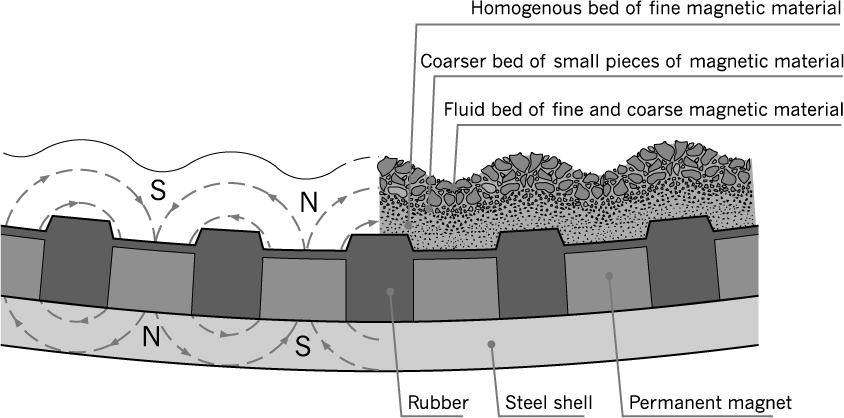 Homogenous bed of fine magnetic material
Coarser bed of small pieces of magnetic material
Fluid bed of fine and coarse magnetic material
S
N
N
S
Rubber
Steel shell
Permanent magnet